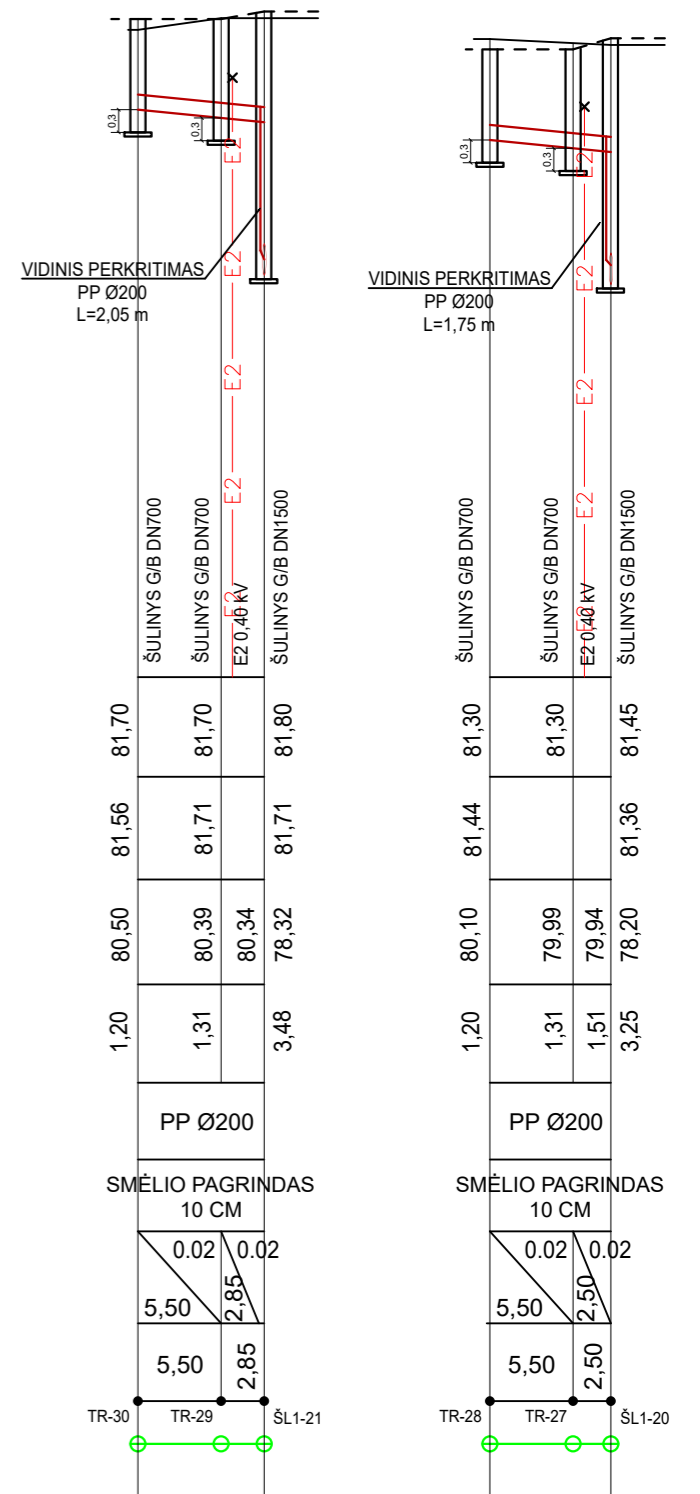 0,3
0,3
E2
E2
E2
E2
E2
VIDINIS PERKRITIMAS
PP Ø200
L=2,05 m
ŠULINYS G/B DN700
ŠULINYS G/B DN700
E2 0,40 kV
ŠULINYS G/B DN1500
81,70
81,70
81,80
81,56
81,71
81,71
80,50
80,39
80,34
78,32
1,20
1,31
3,48
PP Ø200
SMĖLIO PAGRINDAS
10 CM
0.02
0.02
5,50
2,85
5,50
2,85
TR-30
TR-29
ŠL1-21
0,3
0,3
E2
E2
E2
E2
E2
VIDINIS PERKRITIMAS
PP Ø200
L=1,75 m
ŠULINYS G/B DN700
ŠULINYS G/B DN700
E2 0,40 kV
ŠULINYS G/B DN1500
81,30
81,30
81,45
81,44
81,36
80,10
79,99
79,94
78,20
1,20
1,31
1,51
3,25
PP Ø200
SMĖLIO PAGRINDAS
10 CM
0.02
0.02
5,50
2,50
5,50
2,50
TR-28
TR-27
ŠL1-20